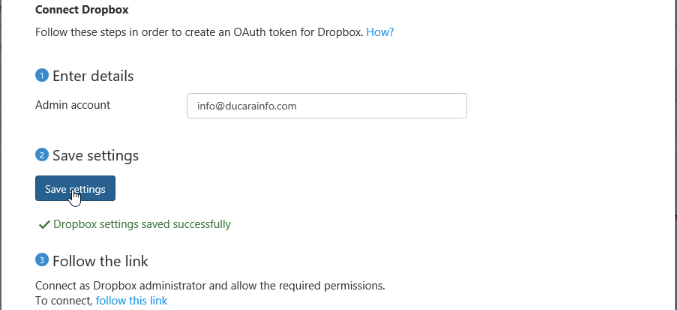 Connect Dropbox
Follow these steps in order to create an OAuth token for Dropbox. How?
1 Enter details
Admin account info@ducarainfo.com
2 Save settings
Save settings
Dropbox settings saved successfully
3 Follow the link
Connect as Dropbox administrator and allow the required permissions.
To connect, follow this link